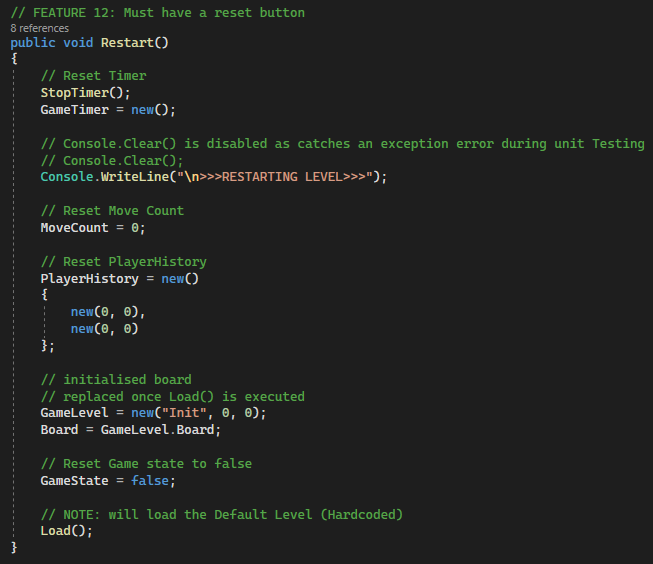 // FEATURE 12: Must have a reset button
8 references
public void Restart()
{
// Reset Timer
StopTimer();
GameTimer = new();
// Console.Clear() is disabled as catches an exception error during unit Testing
// Console.Clear();
Console.WriteLine("\n>>>RESTARTING LEVEL>>>");
// Reset Move Count
MoveCount = 0;
// Reset PlayerHistory
PlayerHistory = new()
{
new(0, 0),
new(0, 0)
};
// initialised board
// replaced once Load() is executed
GameLevel = new("Init", 0, 0);
Board = GameLevel.Board;
// Reset Game state to false
GameState = false;
// NOTE: will load the Default Level (Hardcoded)
Load();
}